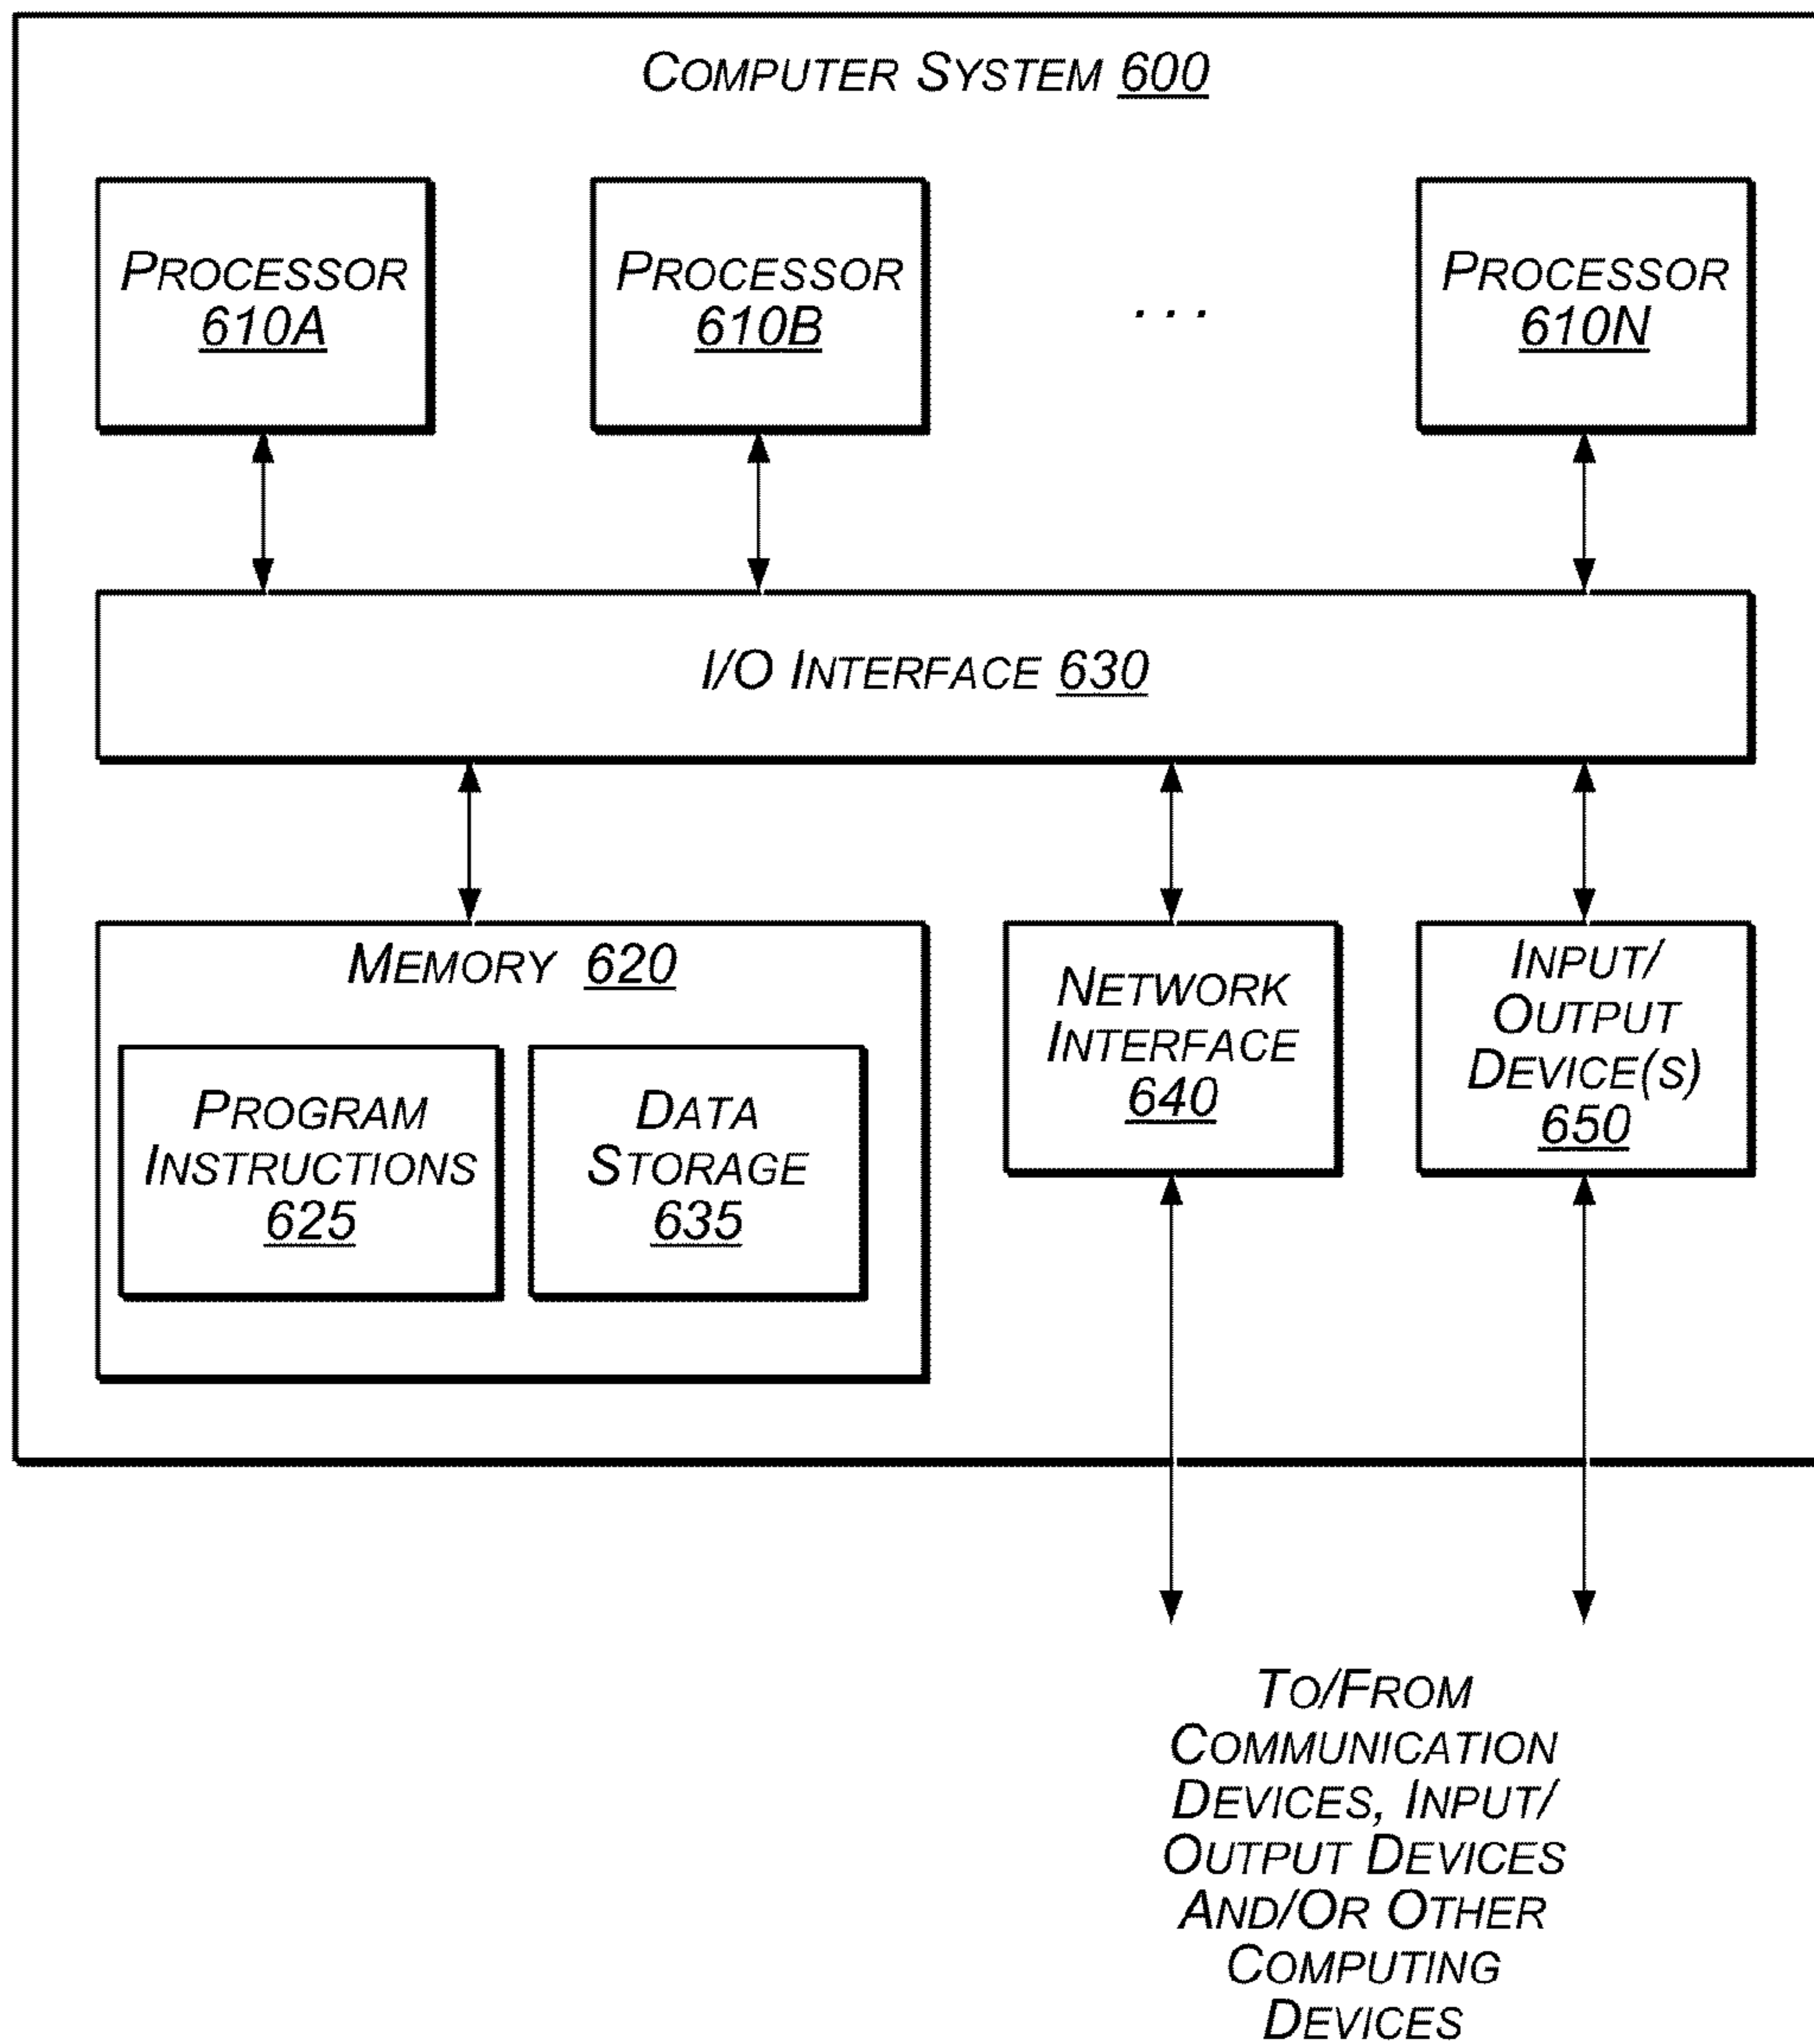 COMPUTER SYSTEM 600
PROCESSOR
610A
PROCESSOR
610B
. . .
PROCESSOR
610N
I/O INTERFACE 630
MEMORY 620
PROGRAM
INSTRUCTIONS
625
DATA
STORAGE
635
NETWORK
INTERFACE
640
INPUT/
OUTPUT
DEVICE(S)
650
TO/FROM
COMMUNICATION
DEVICES, INPUT/
OUTPUT DEVICES
AND/OR OTHER
COMPUTING
DEVICES